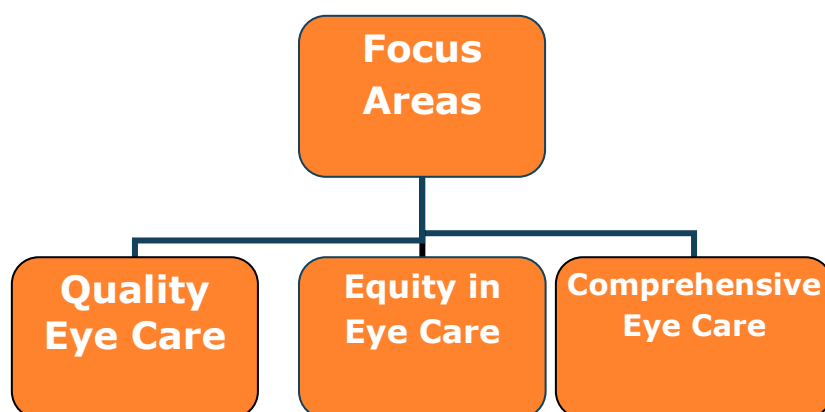 Focus
Areas
Quality
Eye Care
Equity in
Eye Care
Comprehensive
Eye Care